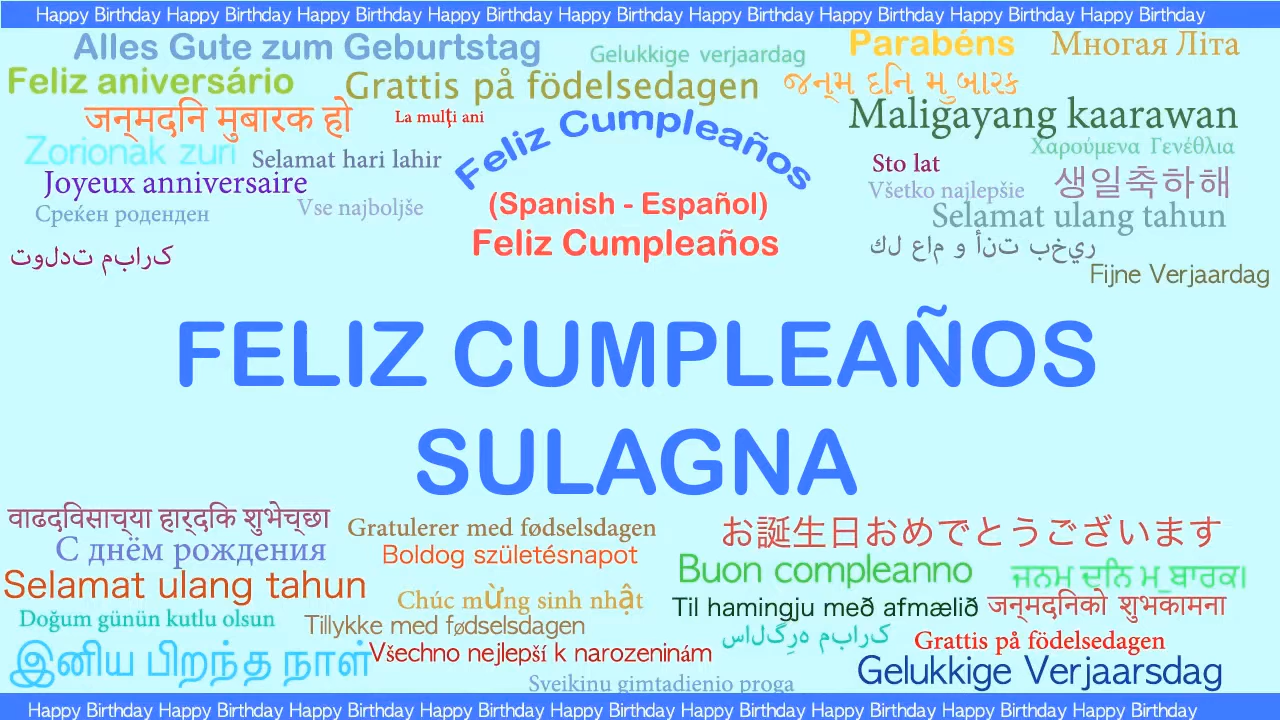 Happy Birthday Happy Birthday Happy Birthday Happy Birthday Happy Birthday Happy Birthday Happy Birthday Happy Birthday Happy Birthday
Alles Gute zum Geburtstag
Gelukkige verjaardag
Parabéns
Многая Літа
Feliz aniversário
Grattis på födelsedagen
જન્મ દિન મુબારક
जन्मदिन मुबारक हो
La mulţi ani
Feliz Cumpleaños
Maligayang kaarawan
Zorionak zuri
Selamat hari lahir
Χαρούμενα Γενέθλια
Joyeux anniversaire
Sto lat
생일축하해
Všetko najlepšie
Среќен роденден
Vse najboljše
(Spanish - Español)
Selamat ulang tahun
Feliz Cumpleaños
تولدت مبارک
كل عام و أنت بخير
Fijne Verjaardag
FELIZ CUMPLEAÑOS
SULAGNA
वाढदिवसाच्या हार्दिक शुभेच्छा
Gratulerer med fødselsdagen
お誕生日おめでとうございます
С днём рождения
Boldog születésnapot
Selamat ulang tahun
Buon compleanno
ਜਨਮ ਦਿਨ ਮੁਬਾਰਕ।
Chúc mừng sinh nhật
Til hamingju með afmælið
जन्मदिनको शुभकामना
Doğum günün kutlu olsun
Tillykke med fødselsdagen
سالگرہ مبارک
Grattis på födelsedagen
இனிய பிறந்த நாள்
Všechno nejlepší k narozeninám
Gelukkige Verjaarsdag
Sveikinu gimtadienio proga
Happy Birthday Happy Birthday Happy Birthday Happy Birthday Happy Birthday Happy Birthday Happy Birthday Happy Birthday Happy Birthday